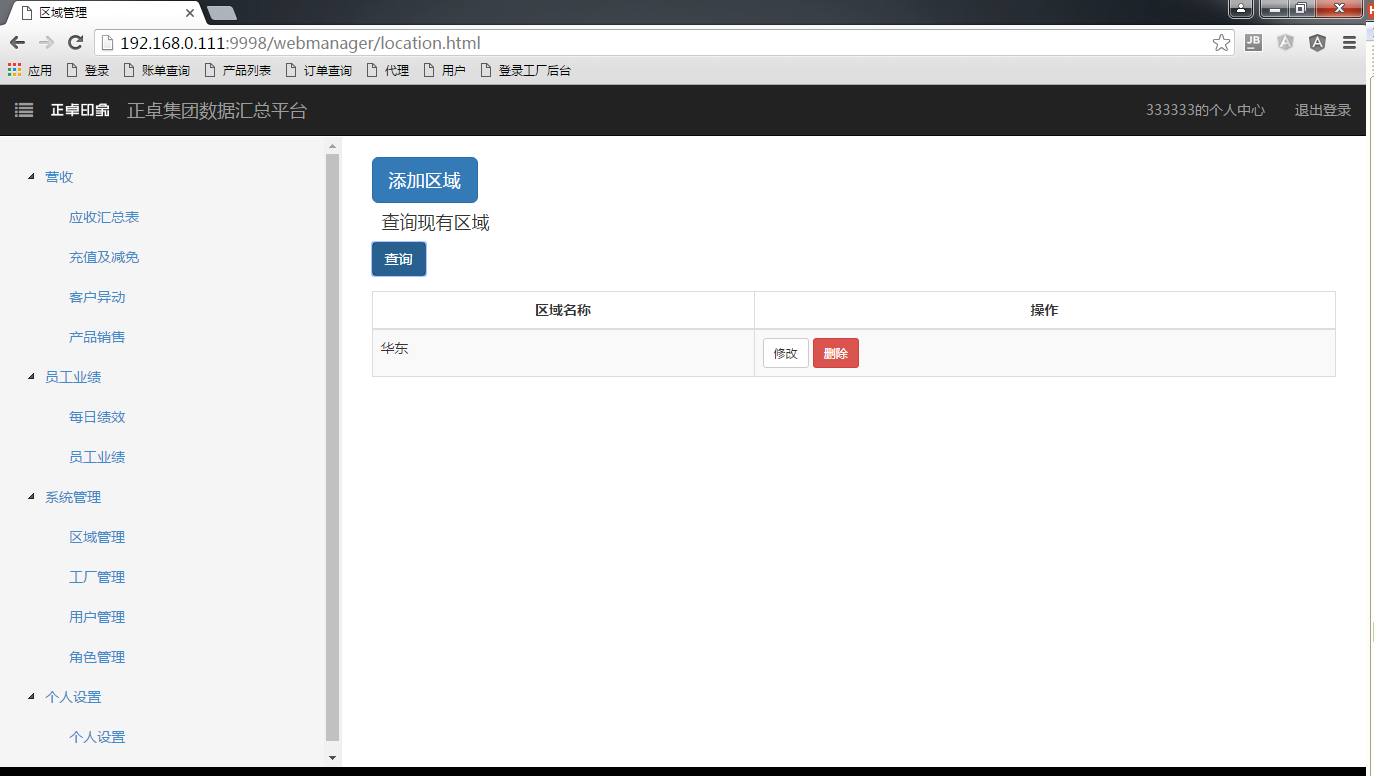 区域管理
192.168.0.111:9998/webmanager/location.html
JB
A
A
应用 登录 账单查询 产品列表 订单查询 代理 用户 登录工厂后台
正卓印象 正卓集团数据汇总平台 333333的个人中心 退出登录
营收
应收汇总表
充值及减免
客户异动
产品销售
员工业绩
每日绩效
员工业绩
系统管理
区域管理
工厂管理
用户管理
角色管理
个人设置
个人设置
添加区域
查询现有区域
查询
区域名称 操作
华东 修改 删除